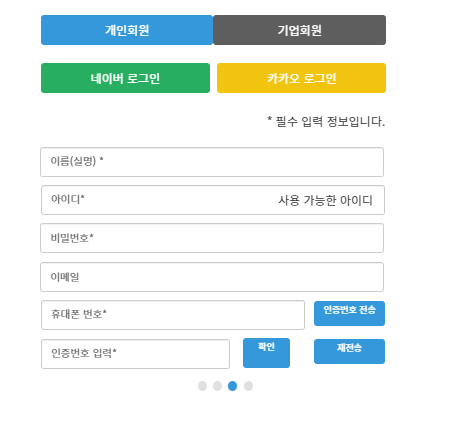 개인회원 기업회원
네이버 로그인 카카오 로그인
* 필수 입력 정보입니다.
이름(실명) *
아이디* 사용 가능한 아이디
비밀번호*
이메일
휴대폰 번호* 인증번호 전송
인증번호 입력* 확인 재전송